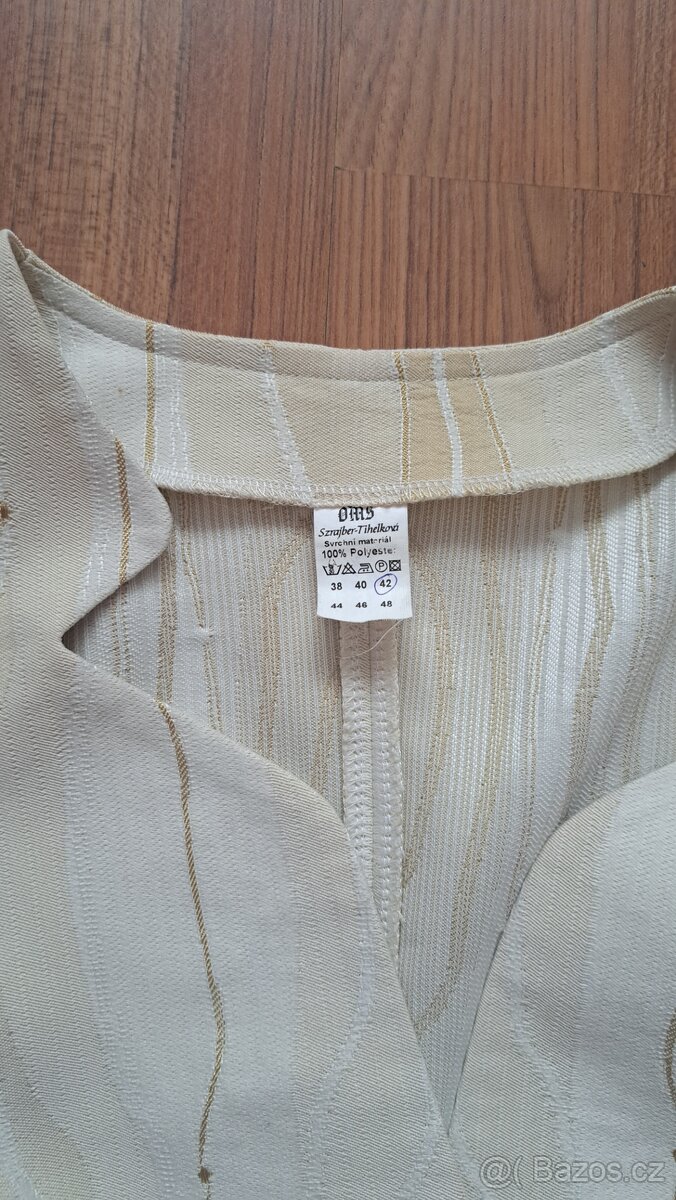 OMS
Szrajber-Tihelková
Svrchní materiál
100% Polyester
P
38 40 42
44 46 48
@( Bazos.cz